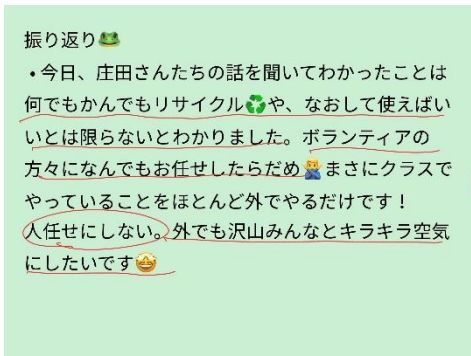 振り返り🐸
・今日、庄田さんたちの話を聞いてわかったことは
何でもかんでもリサイクル♻️や、なおして使えばい
いとは限らないとわかりました。ボランティアの
方々になんでもお任せしたらだめ🙅まさにクラスで
やっていることをほとんど外でやるだけです！
人任せにしない。外でも沢山みんなとキラキラ空気
にしたいです🤩